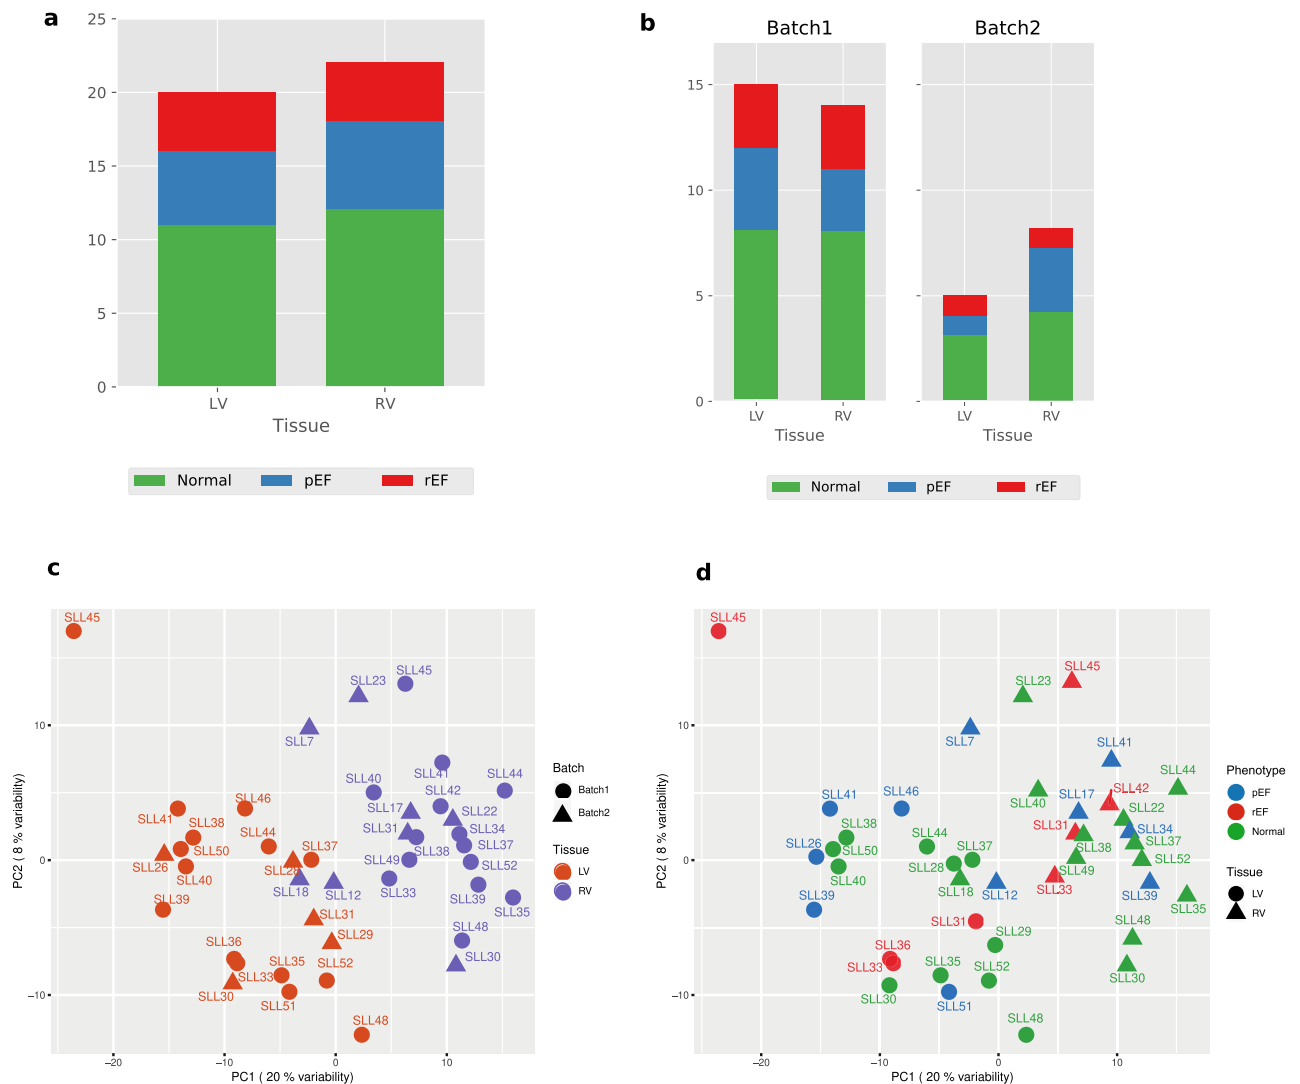 a
25
20
15
10
5
0
LV RV
Tissue
Normal pEF rEF
b
Batch1 Batch2
15
10
5
0
LV RV LV RV
Tissue Tissue
Normal pEF rEF
c
SLL45
SLL45
SLL23
SLL7
SLL41
SLL44
SLL40
SLL42
SLL46
SLL17
SLL22
SLL41
SLL38
SLL31
SLL34
SLL44
SLL37
SLL37
SLL50
SLL38
SLL49
SLL52
SLL26
SLL28
SLL40
SLL18
SLL12
SLL33
SLL39
SLL39
SLL35
SLL31
SLL48
SLL29
SLL36
SLL30
SLL35
SLL52
SLL33
SLL30
SLL51
SLL48
10
0
−10
−20 −10 0 10
PC1 ( 20 % variability)
PC2 ( 8 % variability)
Batch
Batch1
Batch2
Tissue
LV
RV
d
SLL45
SLL45
SLL23
SLL7
SLL41
SLL44
SLL42
SLL41
SLL46
SLL17
SLL40
SLL22
SLL38
SLL31
SLL34
SLL44
SLL37
SLL37
SLL26
SLL50
SLL38
SLL52
SLL28
SLL49
SLL40
SLL18
SLL12
SLL33
SLL39
SLL39
SLL35
SLL31
SLL48
SLL29
SLL36
SLL33
SLL35
SLL52
SLL30
SLL30
SLL51
SLL48
10
0
−10
−20 −10 0 10
PC1 ( 20 % variability)
PC2 ( 8 % variability)
Phenotype
pEF
rEF
Normal
Tissue
LV
RV